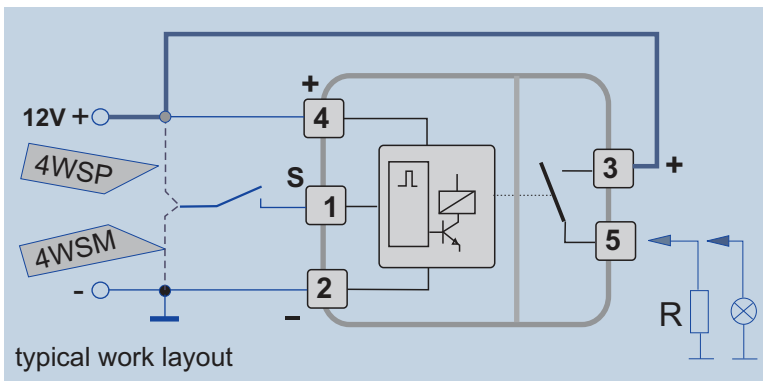 +
12V +
4
4WSP
S
1
3
+
5
4WSM
-
2
–
R
typical work layout